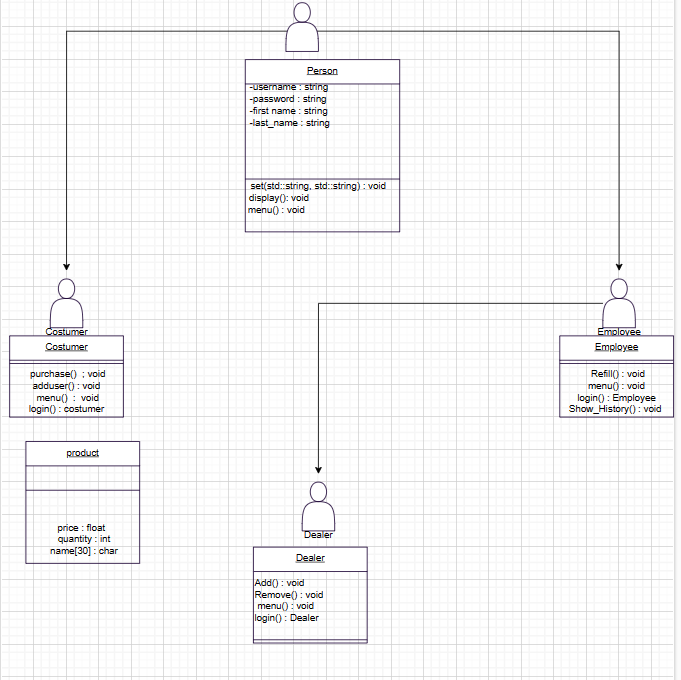 Person
-username : string
-password : string
-first name : string
-last_name : string
set(std::string, std::string) : void
display(): void
menu() : void
Costumer
Costumer
purchase() : void
adduser() : void
menu() : void
login() : costumer
Employee
Employee
Refill() : void
menu() : void
login() : Employee
Show_History() : void
product
price : float
quantity : int
name[30] : char
Dealer
Dealer
Add() : void
Remove() : void
menu() : void
login() : Dealer